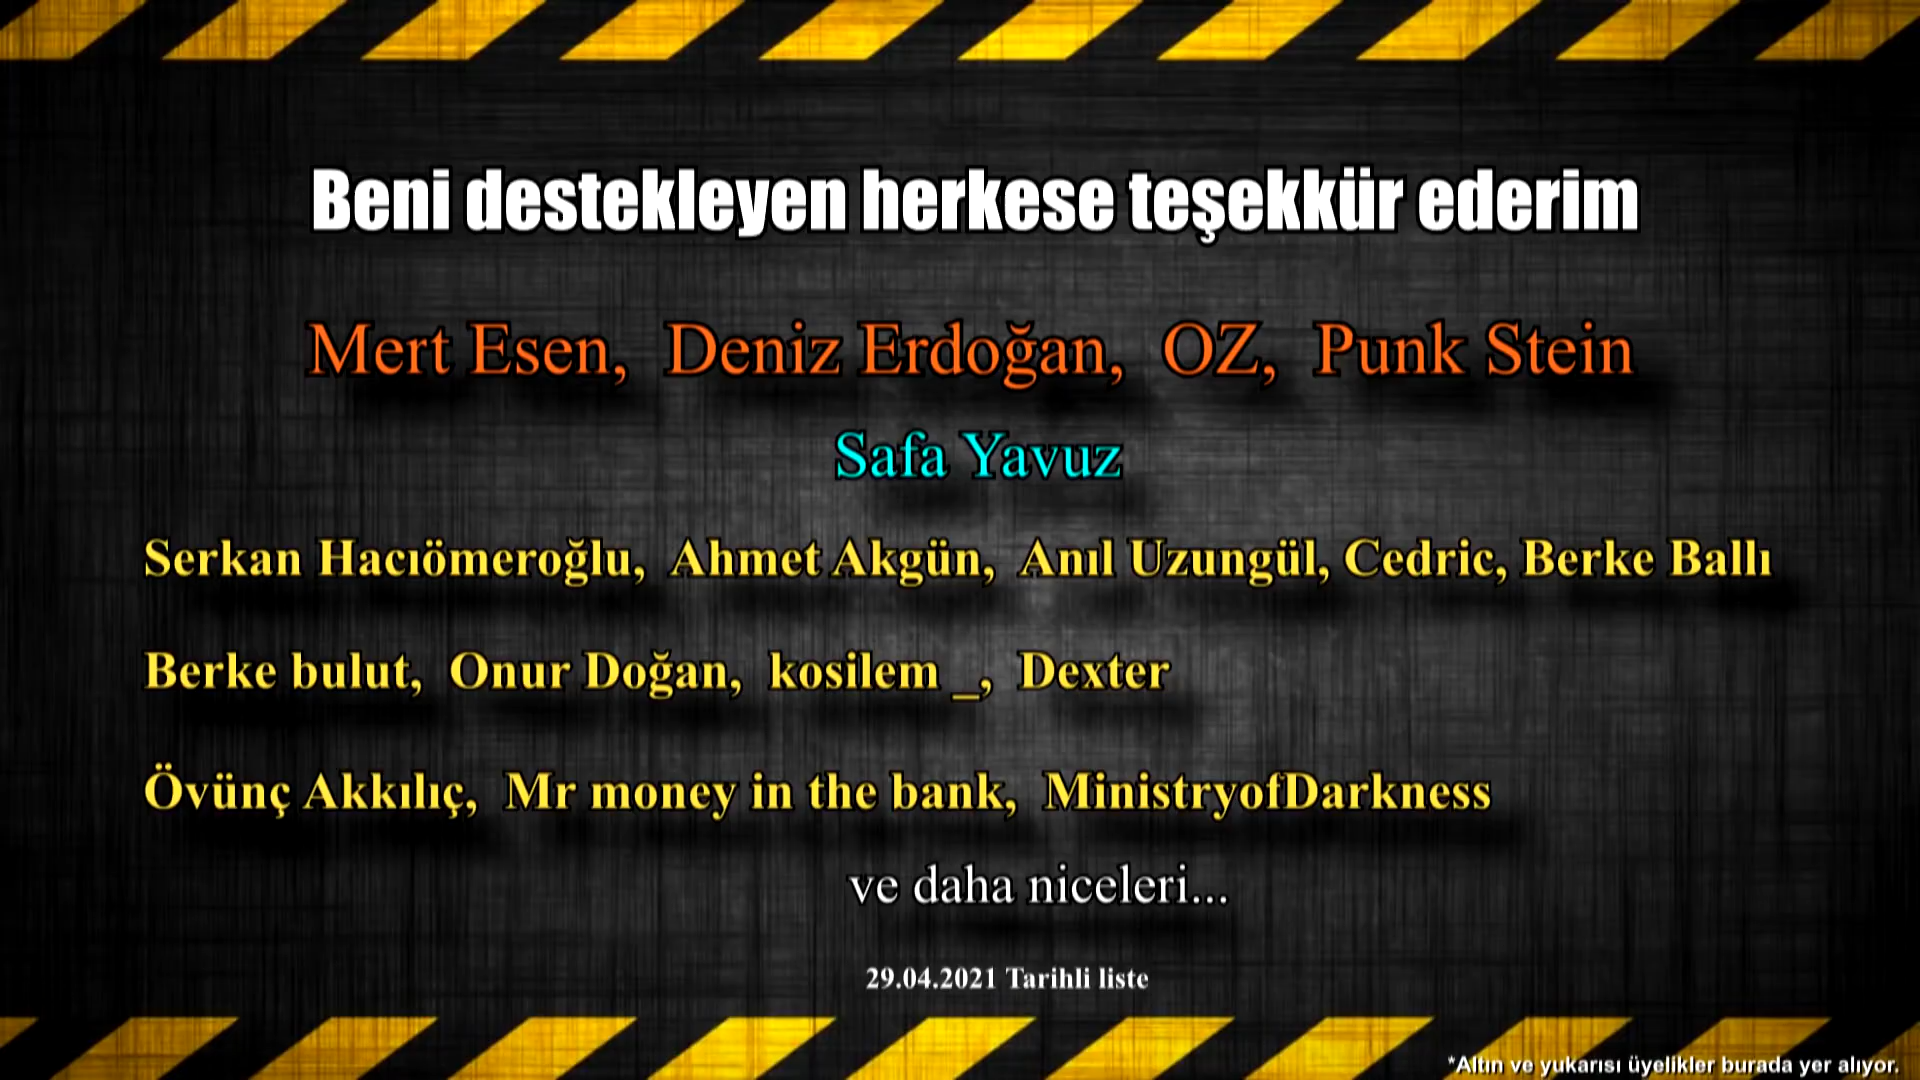 Beni destekleyen herkese teşekkür ederim
Mert Esen, Deniz Erdoğan, OZ, Punk Stein
Safa Yavuz
Serkan Hacıömeroğlu, Ahmet Akgün, Anıl Uzungül, Cedric, Berke Ballı
Berke bulut, Onur Doğan, kosilem _, Dexter
Övünç Akkılıç, Mr money in the bank, MinistryofDarkness
ve daha niceleri...
29.04.2021 Tarihli liste
*Altın ve yukarısı üyelikler burada yer alıyor.